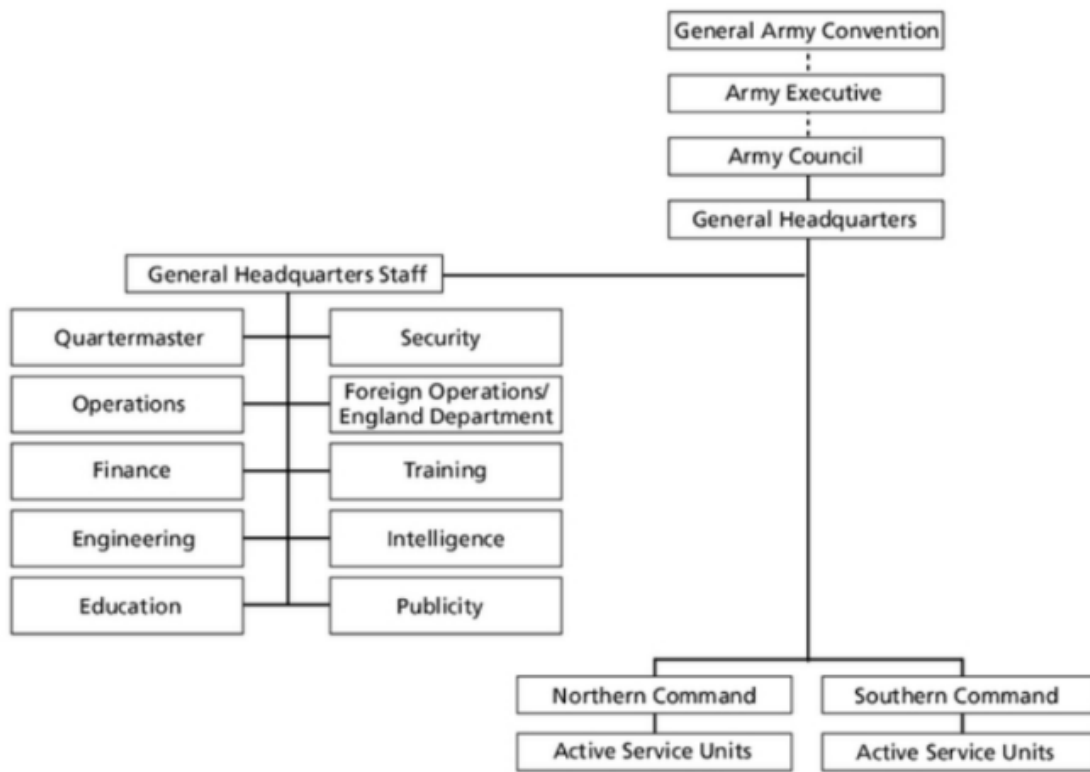 General Army Convention
Army Executive
Army Council
General Headquarters
General Headquarters Staff
Quartermaster
Security
Operations
Foreign Operations/
England Department
Finance
Training
Engineering
Intelligence
Education
Publicity
Northern Command
Southern Command
Active Service Units
Active Service Units